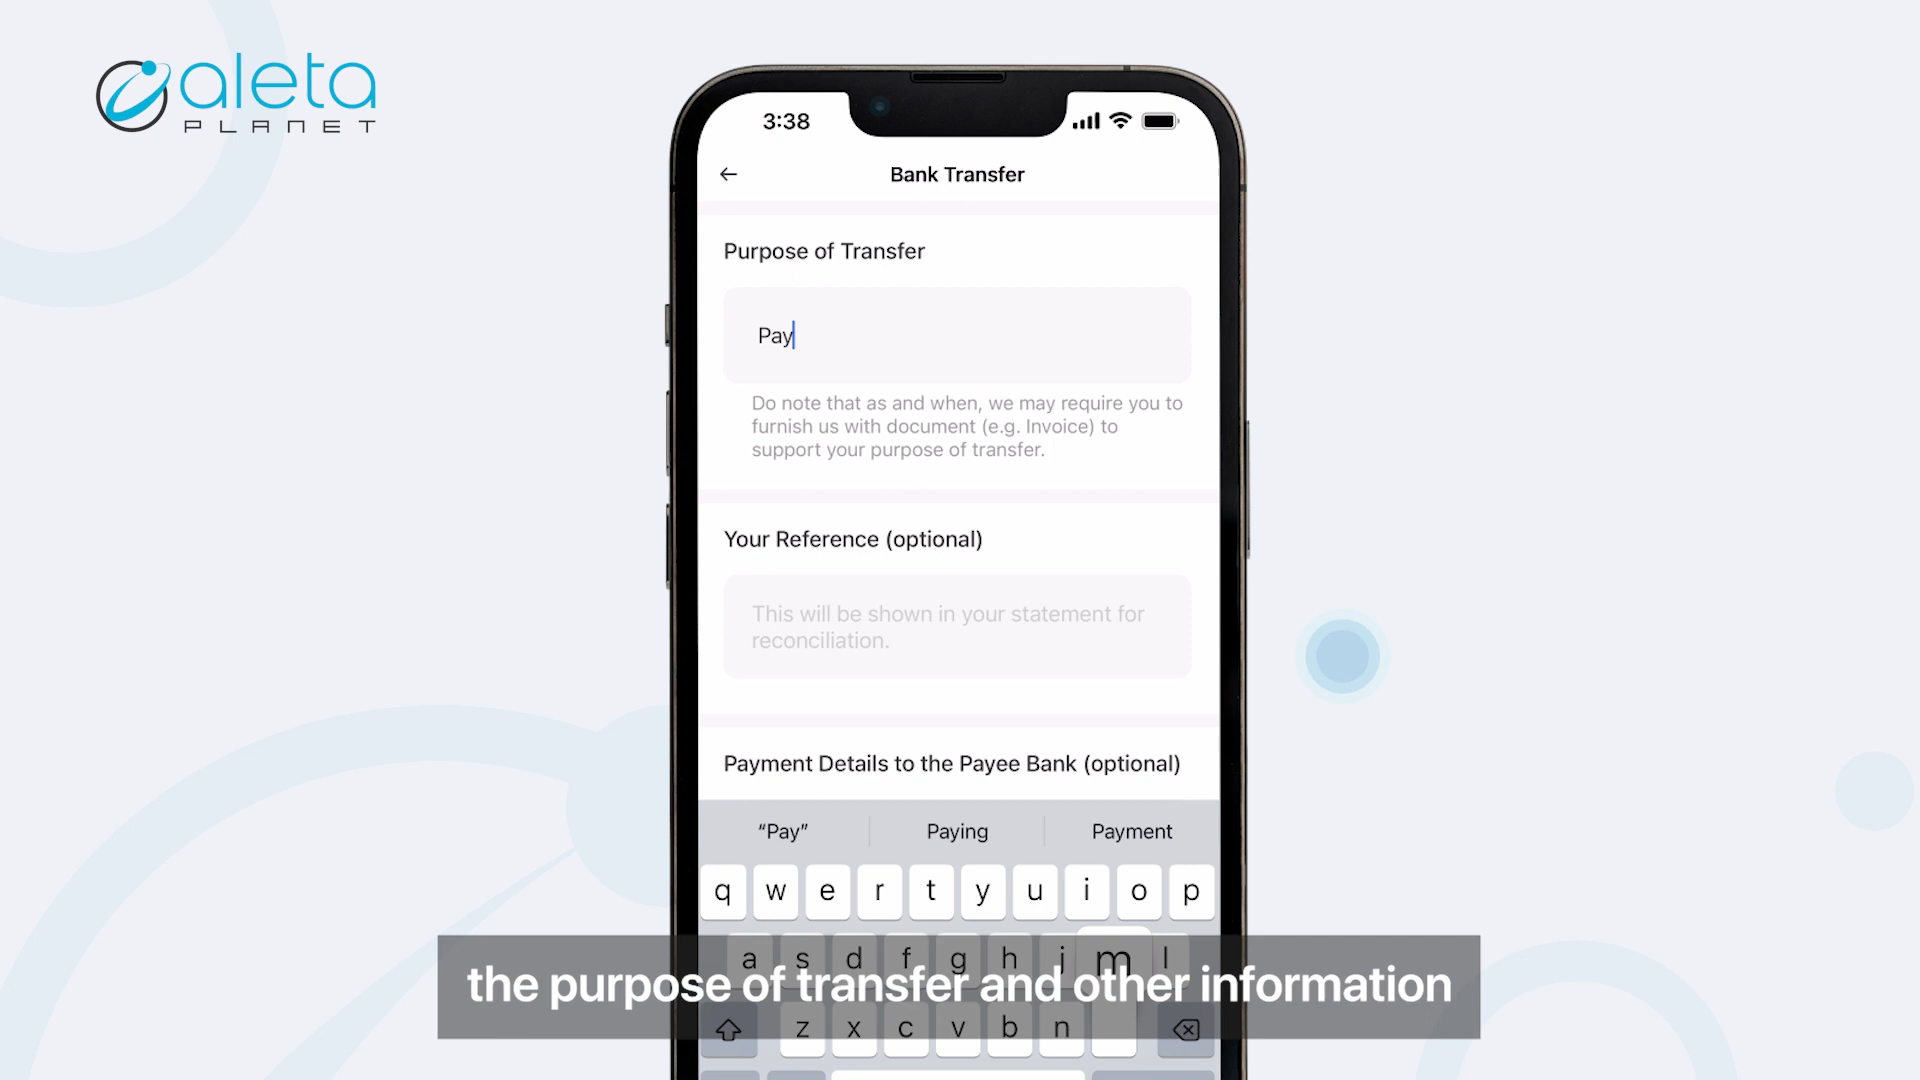 aleta
PLANET
3:38
Bank Transfer
Purpose of Transfer
Pay
Do note that as and when, we may require you to
furnish us with document (e.g. Invoice) to
support your purpose of transfer.
Your Reference (optional)
This will be shown in your statement for
reconciliation.
Payment Details to the Payee Bank (optional)
“Pay” Paying Payment
q w e r t y u i o p
a s d f g h j m l
the purpose of transfer and other information
z x c v b n